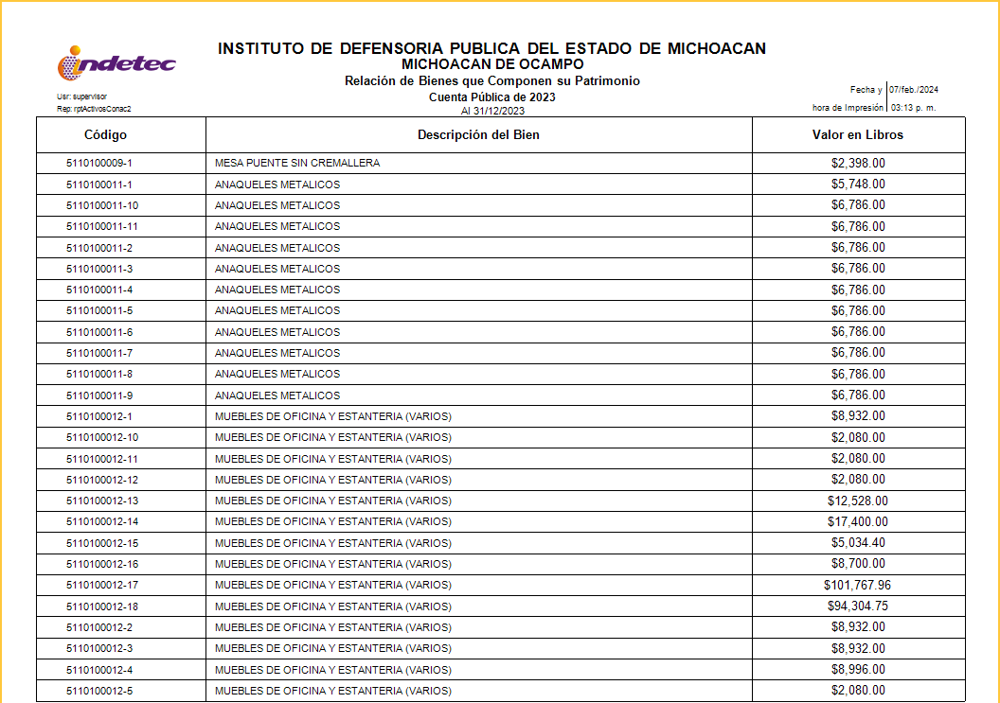 INSTITUTO DE DEFENSORIA PUBLICA DEL ESTADO DE MICHOACAN
indetec
MICHOACAN DE OCAMPO
Relación de Bienes que Componen su Patrimonio
Usr: supervisor
Cuenta Pública de 2023
Fecha y 07/feb./2024
Rep: rptActivosConac2
Al 31/12/2023
hora de Impresión 03:13 p. m.
Código Descripción del Bien Valor en Libros
5110100009-1 MESA PUENTE SIN CREMALLERA $2,398.00
5110100011-1 ANAQUELES METALICOS $5,748.00
5110100011-10 ANAQUELES METALICOS $6,786.00
5110100011-11 ANAQUELES METALICOS $6,786.00
5110100011-2 ANAQUELES METALICOS $6,786.00
5110100011-3 ANAQUELES METALICOS $6,786.00
5110100011-4 ANAQUELES METALICOS $6,786.00
5110100011-5 ANAQUELES METALICOS $6,786.00
5110100011-6 ANAQUELES METALICOS $6,786.00
5110100011-7 ANAQUELES METALICOS $6,786.00
5110100011-8 ANAQUELES METALICOS $6,786.00
5110100011-9 ANAQUELES METALICOS $6,786.00
5110100012-1 MUEBLES DE OFICINA Y ESTANTERIA (VARIOS) $8,932.00
5110100012-10 MUEBLES DE OFICINA Y ESTANTERIA (VARIOS) $2,080.00
5110100012-11 MUEBLES DE OFICINA Y ESTANTERIA (VARIOS) $2,080.00
5110100012-12 MUEBLES DE OFICINA Y ESTANTERIA (VARIOS) $2,080.00
5110100012-13 MUEBLES DE OFICINA Y ESTANTERIA (VARIOS) $12,528.00
5110100012-14 MUEBLES DE OFICINA Y ESTANTERIA (VARIOS) $17,400.00
5110100012-15 MUEBLES DE OFICINA Y ESTANTERIA (VARIOS) $5,034.40
5110100012-16 MUEBLES DE OFICINA Y ESTANTERIA (VARIOS) $8,700.00
5110100012-17 MUEBLES DE OFICINA Y ESTANTERIA (VARIOS) $101,767.96
5110100012-18 MUEBLES DE OFICINA Y ESTANTERIA (VARIOS) $94,304.75
5110100012-2 MUEBLES DE OFICINA Y ESTANTERIA (VARIOS) $8,932.00
5110100012-3 MUEBLES DE OFICINA Y ESTANTERIA (VARIOS) $8,932.00
5110100012-4 MUEBLES DE OFICINA Y ESTANTERIA (VARIOS) $8,996.00
5110100012-5 MUEBLES DE OFICINA Y ESTANTERIA (VARIOS) $2,080.00